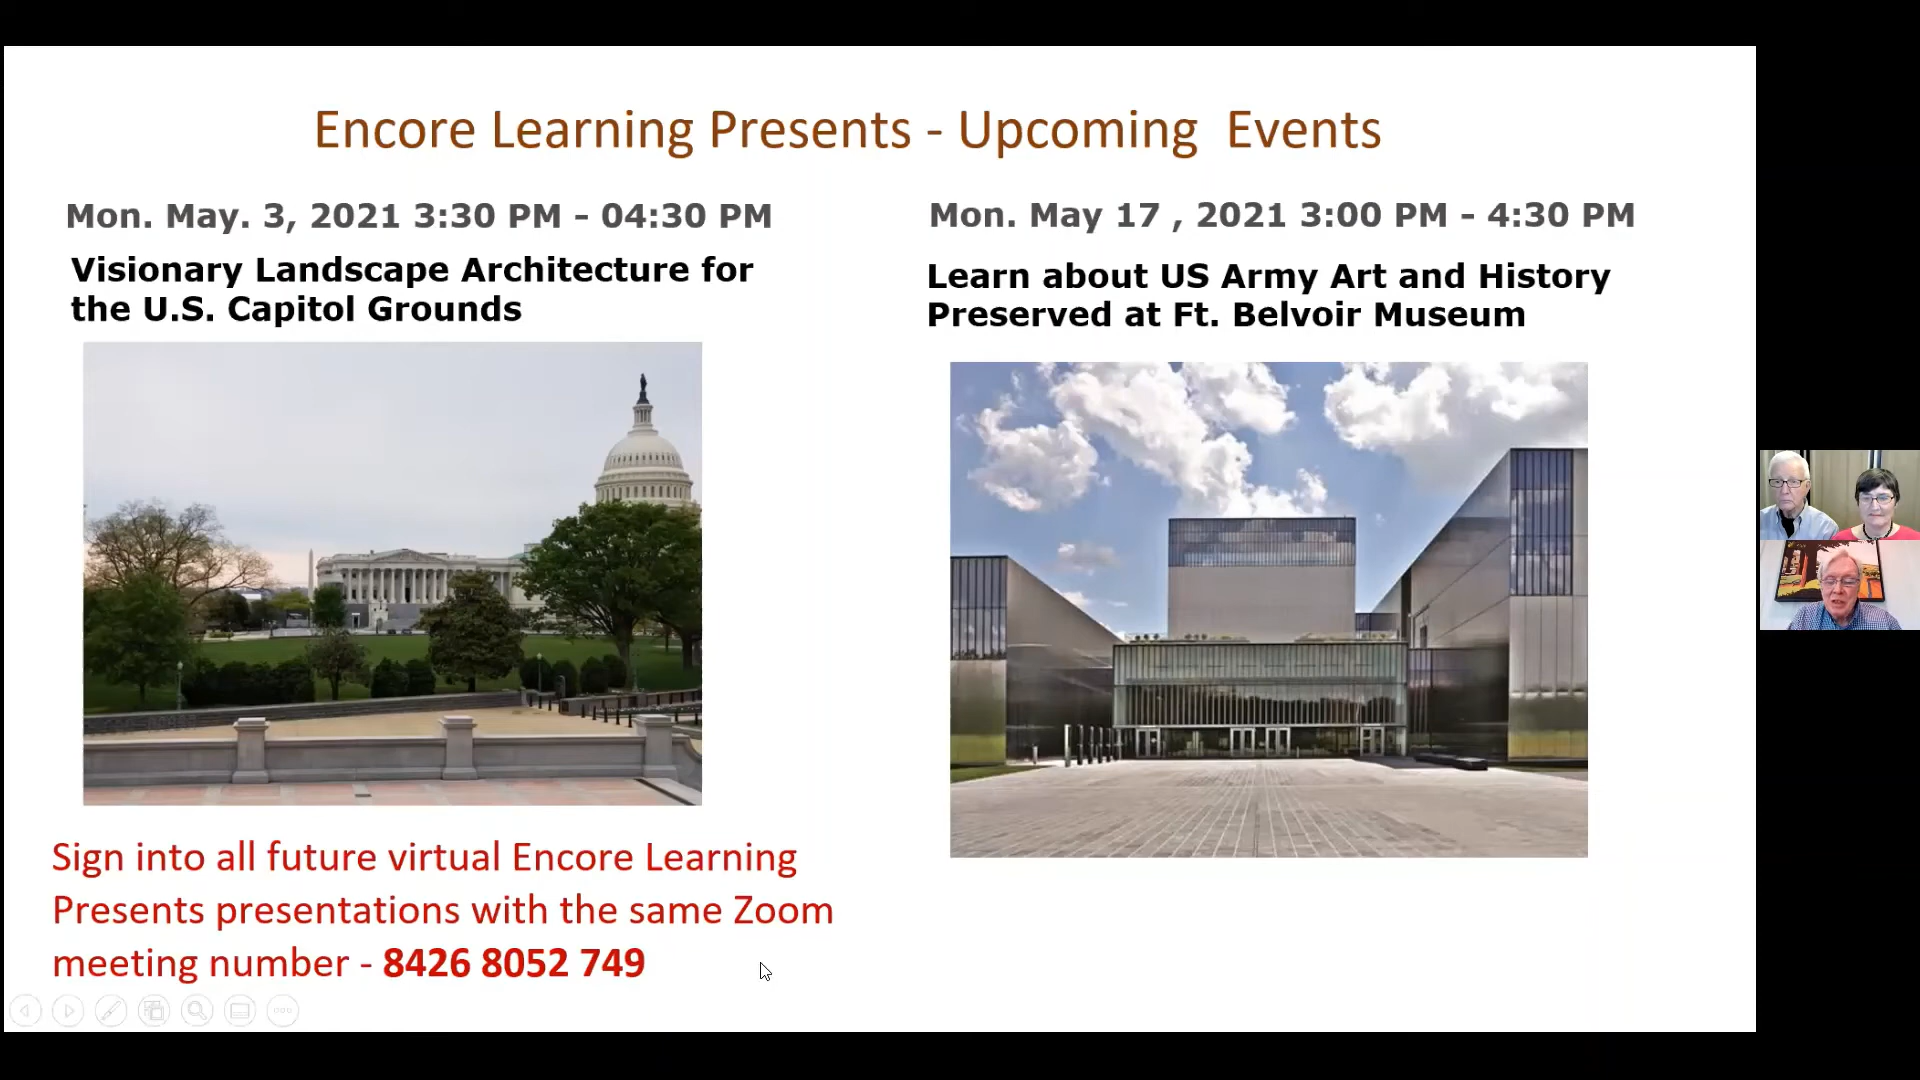 Encore Learning Presents - Upcoming  Events
Mon. May. 3, 2021 3:30 PM - 04:30 PM
Visionary Landscape Architecture for
the U.S. Capitol Grounds
Mon. May 17 , 2021 3:00 PM - 4:30 PM
Learn about US Army Art and History
Preserved at Ft. Belvoir Museum
Sign into all future virtual Encore Learning
Presents presentations with the same Zoom
meeting number - 8426 8052 749